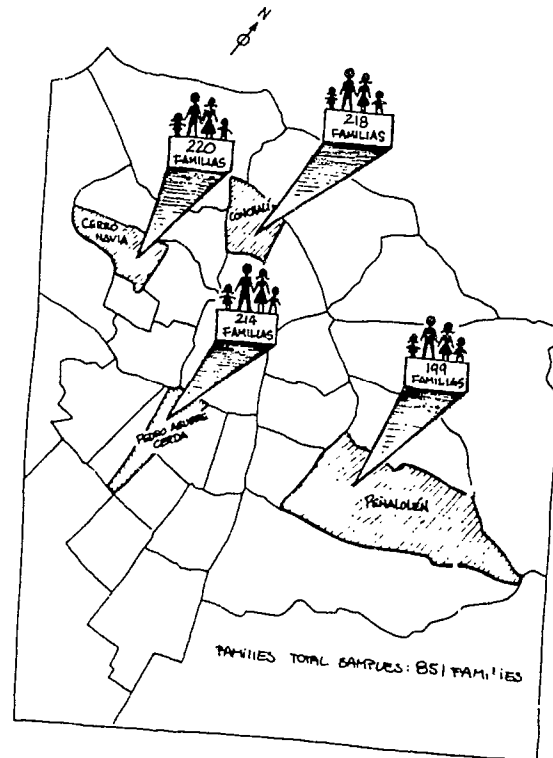 N
220
FAMILIAS
218
FAMILIAS
CERRO
NAVIA
CONCHALÍ
214
FAMILIAS
199
FAMILIAS
PEDRO AGUIRRE
CERDA
PEÑALOLÉN
FAMILIES TOTAL SAMPLES: 851 FAMILIES